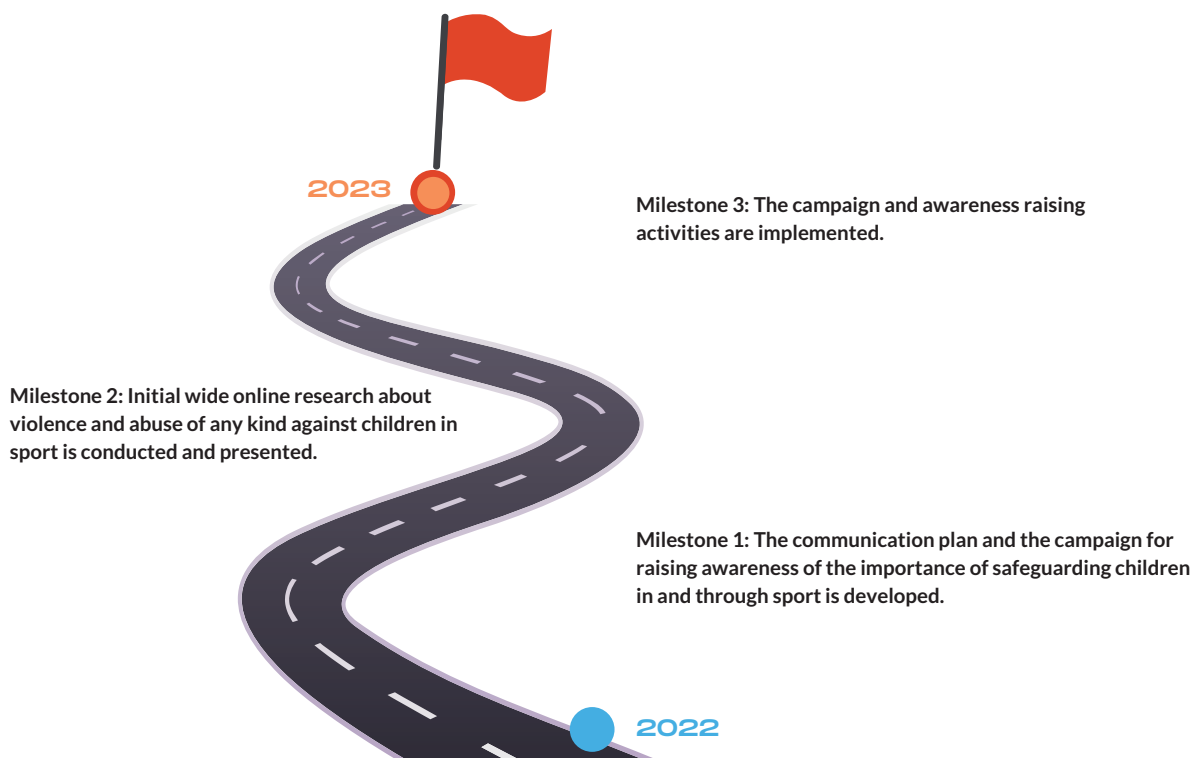 2023
Milestone 3: The campaign and awareness raising
activities are implemented.
Milestone 2: Initial wide online research about
violence and abuse of any kind against children in
sport is conducted and presented.
Milestone 1: The communication plan and the campaign for
raising awareness of the importance of safeguarding children
in and through sport is developed.
2022